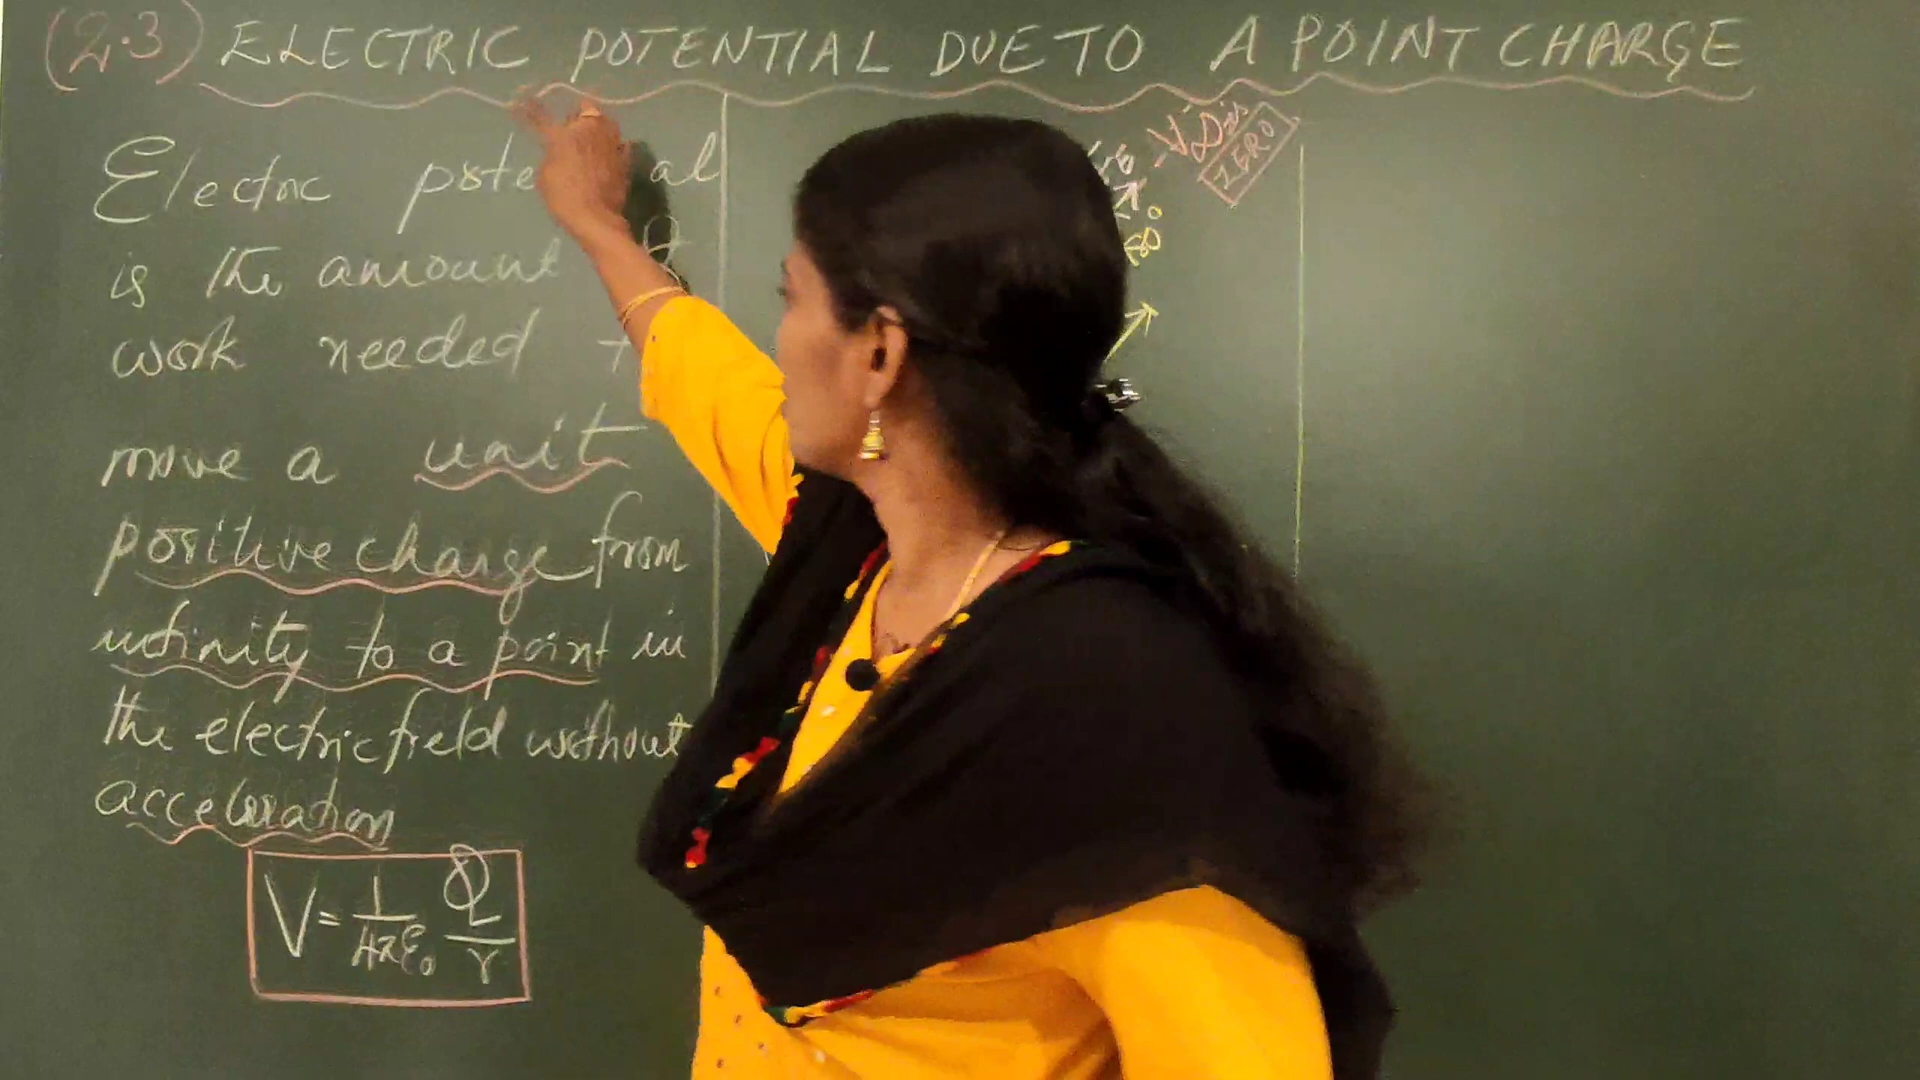 (2.3) ELECTRIC POTENTIAL DUE TO A POINT CHARGE
Electric pote al
is the amount
work needed
move a unit
positive charge from
infinity to a point in
the electric field without
acceleration
V = 1/4πε₀ Q/r
ZERO